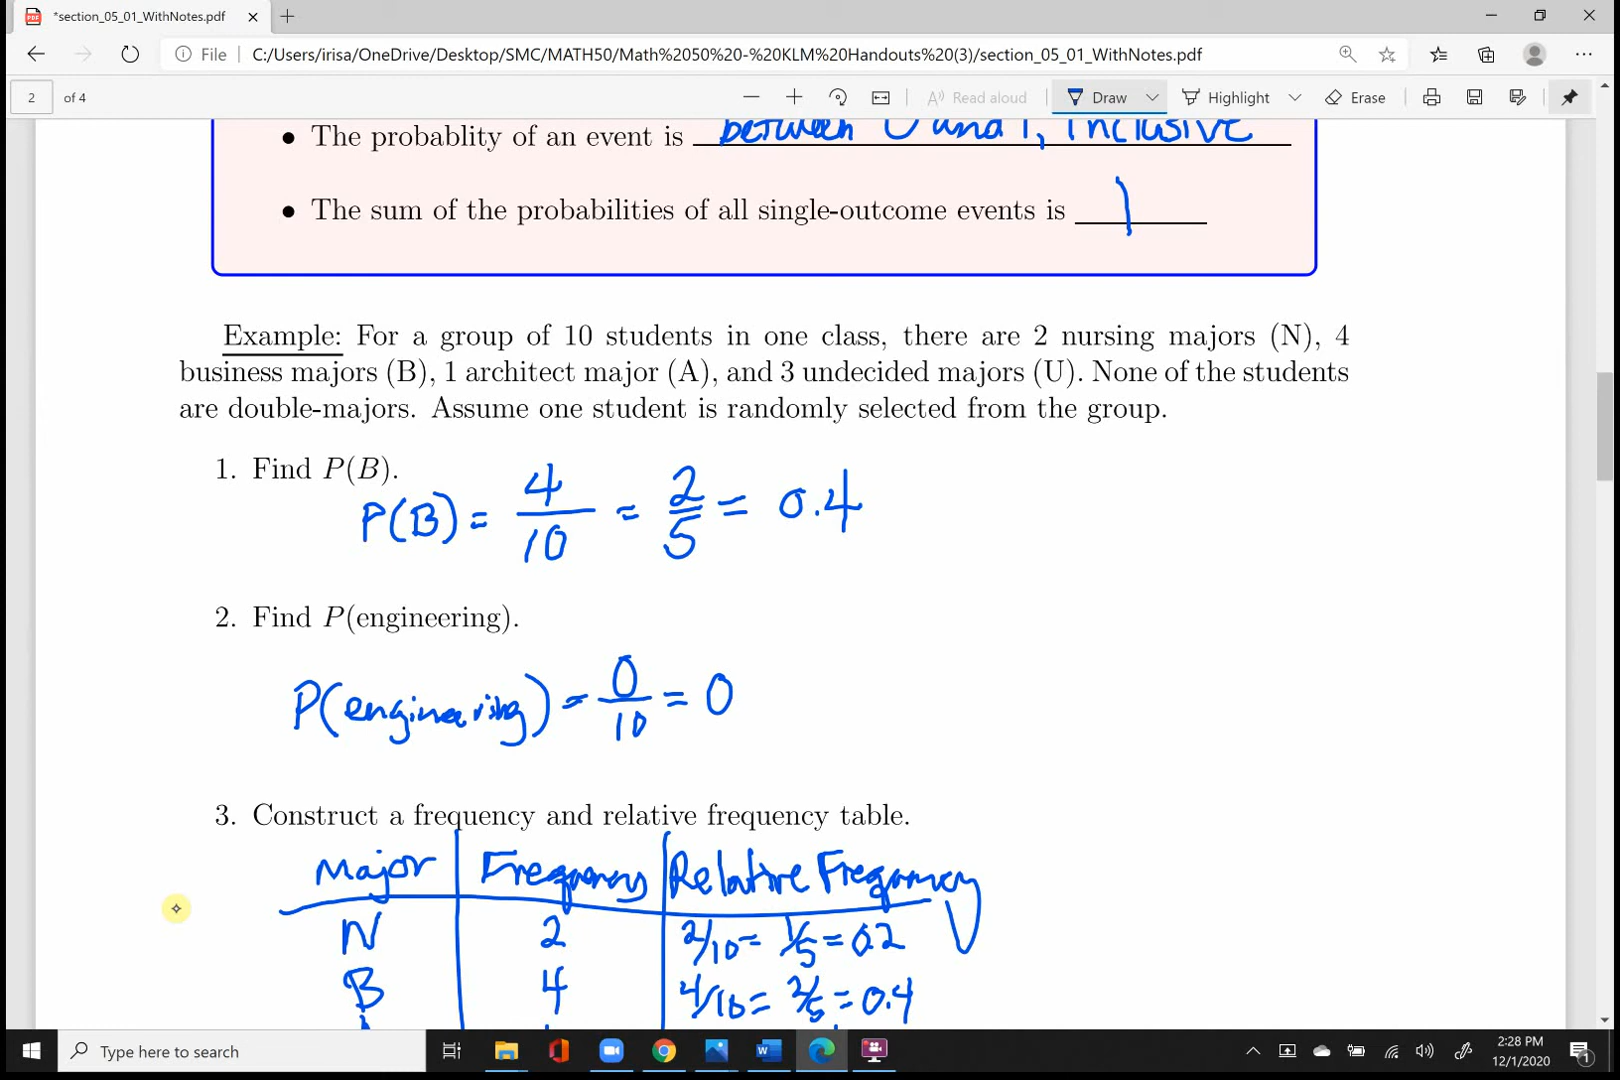 *section_05_01_WithNotes.pdf
File C:/Users/irisa/OneDrive/Desktop/SMC/MATH50/Math%2050%20-%20KLM%20Handouts%20(3)/section_05_01_WithNotes.pdf
2 of 4 Read aloud Draw Highlight Erase
• The probablity of an event is between 0 and 1, inclusive
• The sum of the probabilities of all single-outcome events is 1
Example: For a group of 10 students in one class, there are 2 nursing majors (N), 4
business majors (B), 1 architect major (A), and 3 undecided majors (U). None of the students
are double-majors. Assume one student is randomly selected from the group.
1. Find P(B).
P(B) = 4/10 = 2/5 = 0.4
2. Find P(engineering).
P(engineering) = 0/10 = 0
3. Construct a frequency and relative frequency table.
Major Frequency Relative Frequency
N 2 2/10 = 1/5 = 0.2
B 4 4/10 = 2/5 = 0.4
Type here to search
2:28 PM
12/1/2020
1